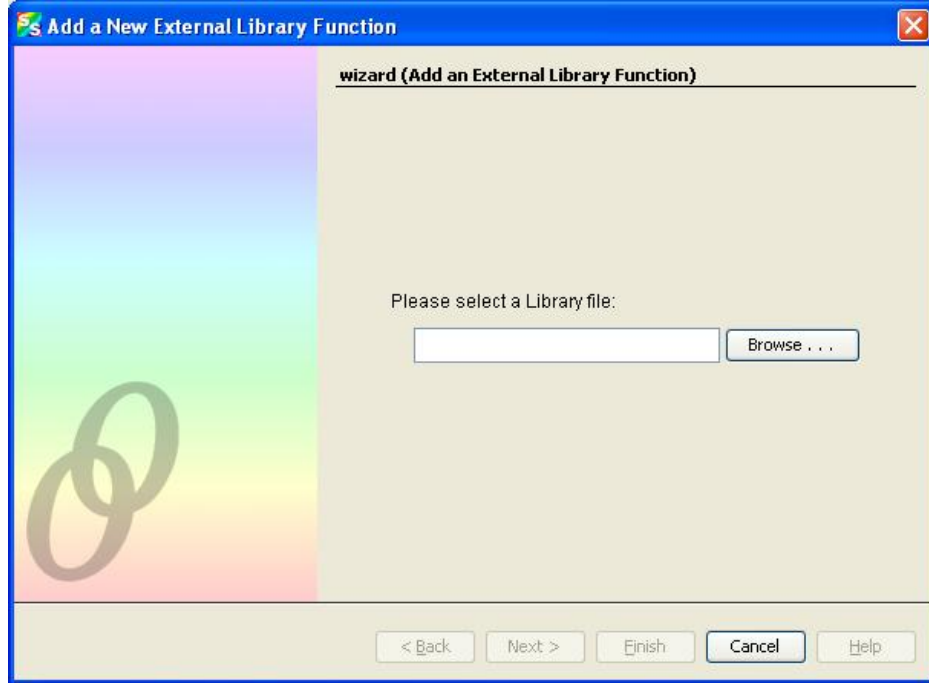 Add a New External Library Function
wizard (Add an External Library Function)
Please select a Library file:
Browse . . .
< Back
Next >
Finish
Cancel
Help